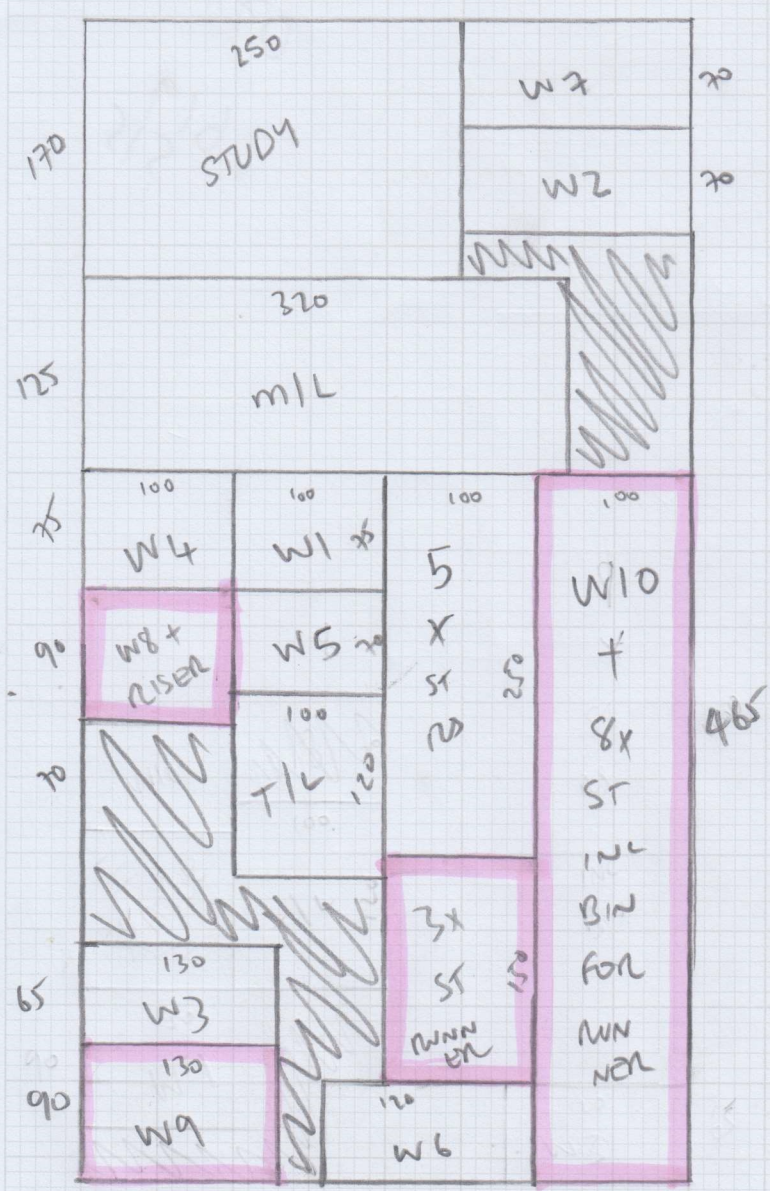 250
170
STUDY
W7
70
W2
70
320
125
M/L
75
100
W4
100
W1 75
100
5
X
ST
RS
250
100
W10
+
8X
ST
INC
BIN
FOR
RUN
NER
465
90
W8 +
RISER
W5 70
70
100
T/L 120
3X
ST
RUNN
ER
150
65
130
W3
90
130
W9
120
W6